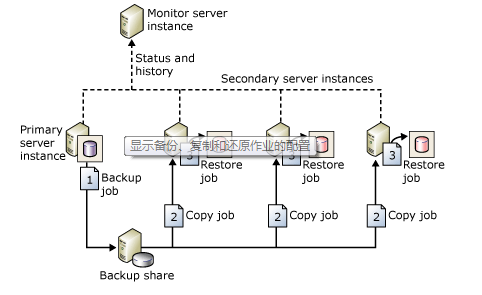 Monitor server
instance
Status and
history
Secondary server instances
Primary
server
instance
显示备份、复制和还原作业的配置
3
Restore
job
3
Restore
job
3
Restore
job
1
Backup
job
2
Copy job
2
Copy job
2
Copy job
Backup share